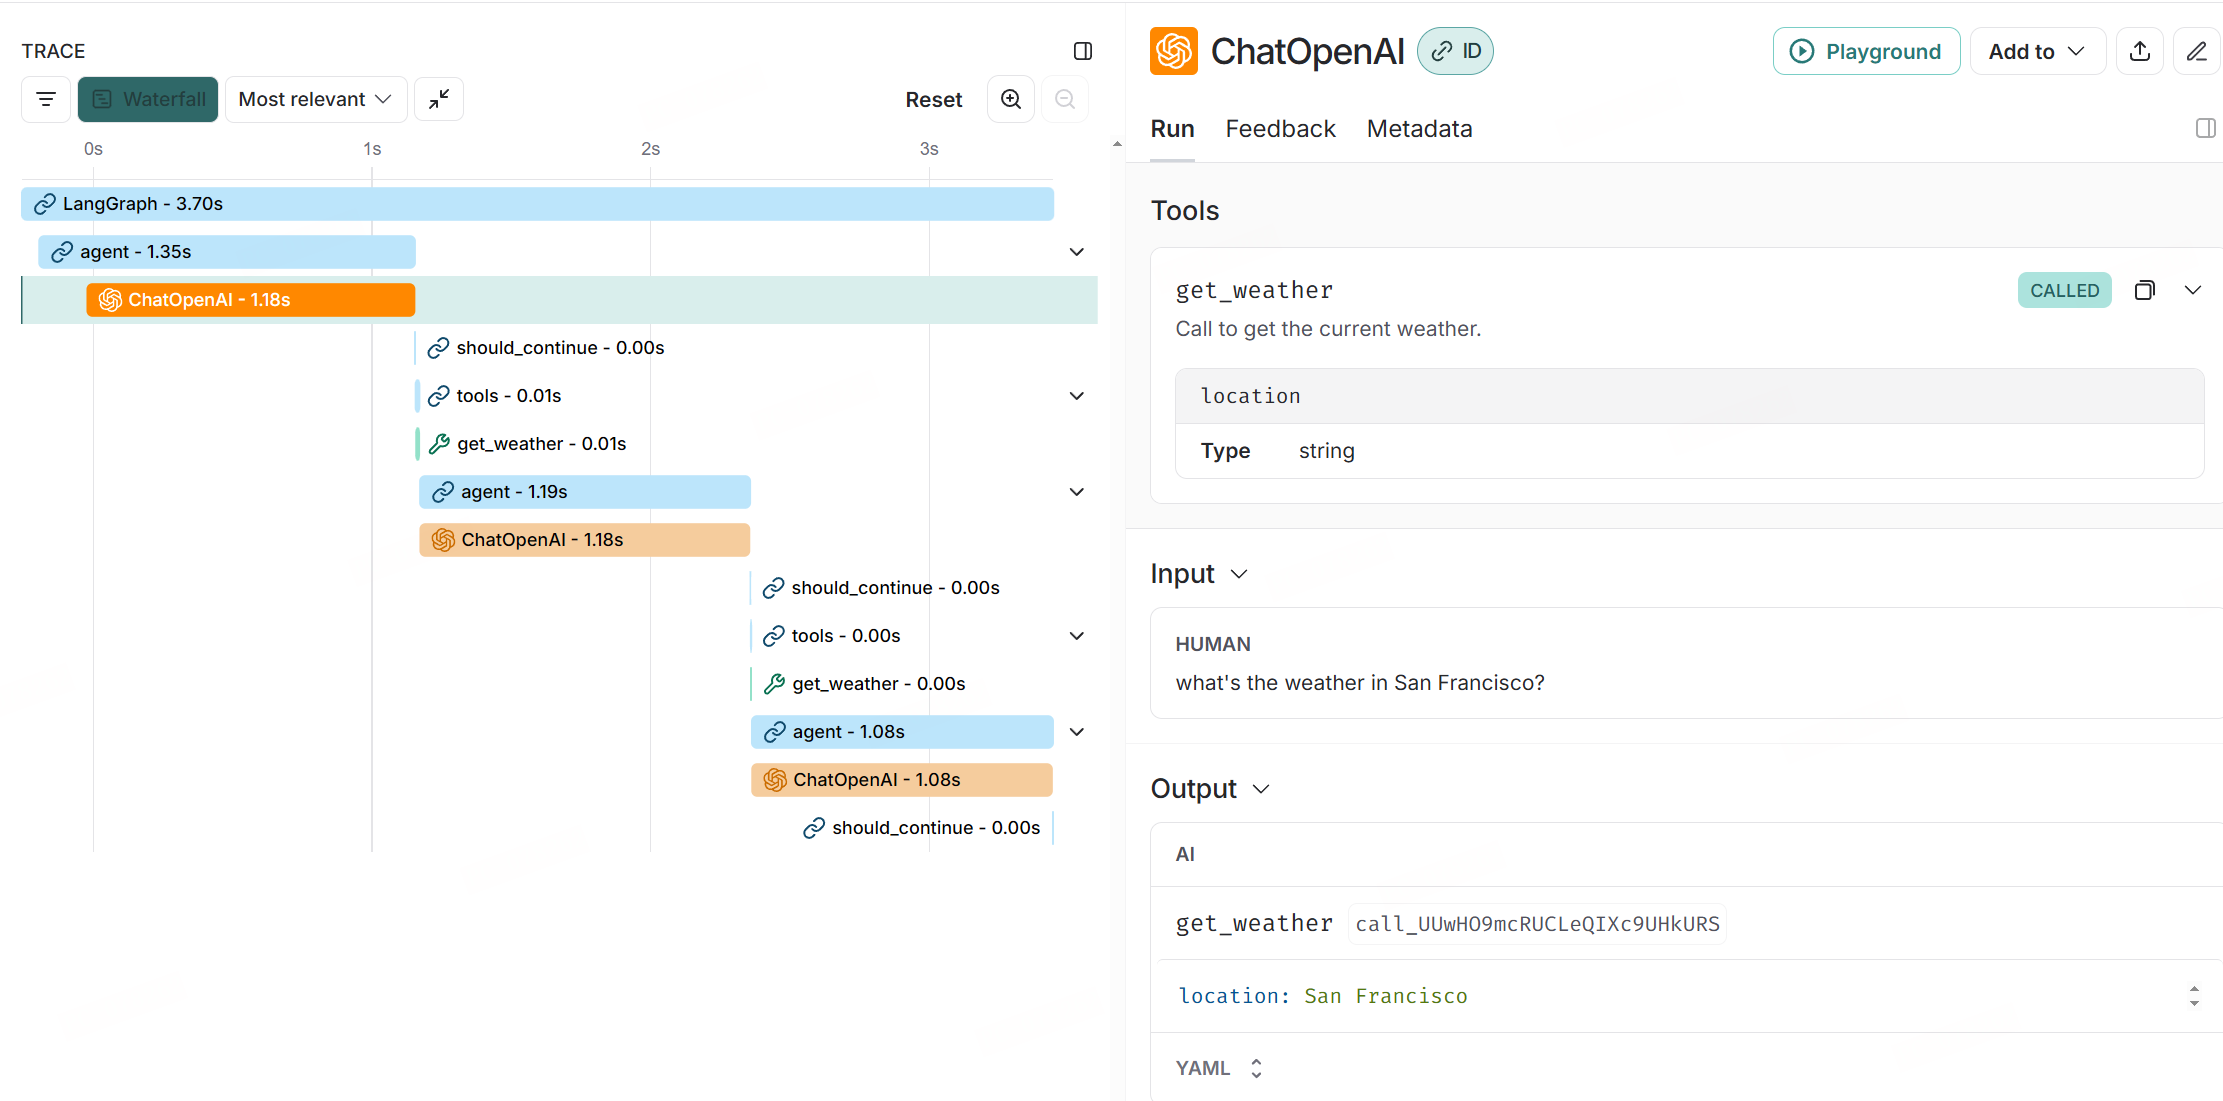 TRACE
Waterfall
Most relevant
Reset
0s
1s
2s
3s
LangGraph - 3.70s
agent - 1.35s
ChatOpenAI - 1.18s
should_continue - 0.00s
tools - 0.01s
get_weather - 0.01s
agent - 1.19s
ChatOpenAI - 1.18s
should_continue - 0.00s
tools - 0.00s
get_weather - 0.00s
agent - 1.08s
ChatOpenAI - 1.08s
should_continue - 0.00s
ChatOpenAI
ID
Playground
Add to
Run
Feedback
Metadata
Tools
get_weather
CALLED
Call to get the current weather.
location
Type string
Input
HUMAN
what's the weather in San Francisco?
Output
AI
get_weather call_UUwHO9mcRUCLeQIXc9UHkURS
location: San Francisco
YAML